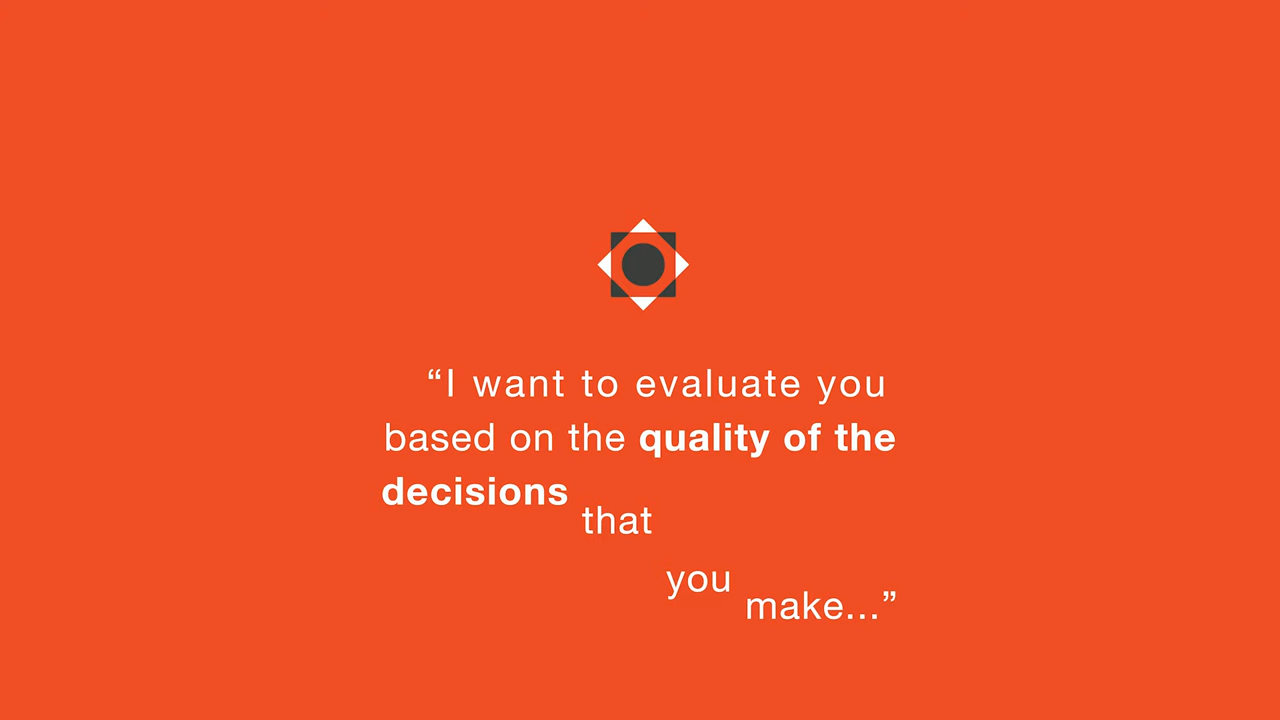 “I want to evaluate you
based on the quality of the
decisions that
you make...”